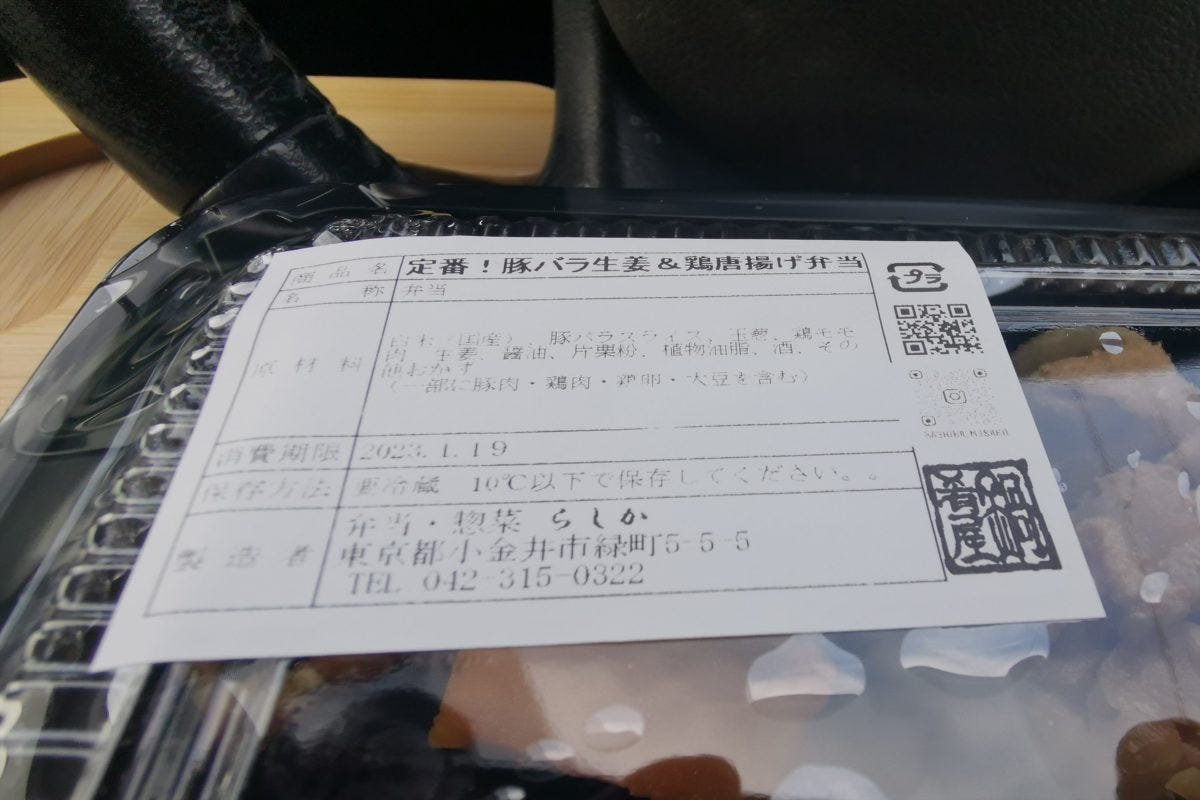 商品名 定番！豚バラ生姜＆鶏唐揚げ弁当
名称 弁当
原材料 白米（国産）、豚バラスライス、玉葱、鶏モモ
肉、生姜、醤油、片栗粉、植物油脂、酒、その
他おかず
（一部に豚肉・鶏肉・鶏卵・大豆を含む）
消費期限 2023.1.19
保存方法 要冷蔵 10℃以下で保存してください。。
製造者 弁当・惣菜 らしか
東京都小金井市緑町5-5-5
TEL 042-315-0322
プラ